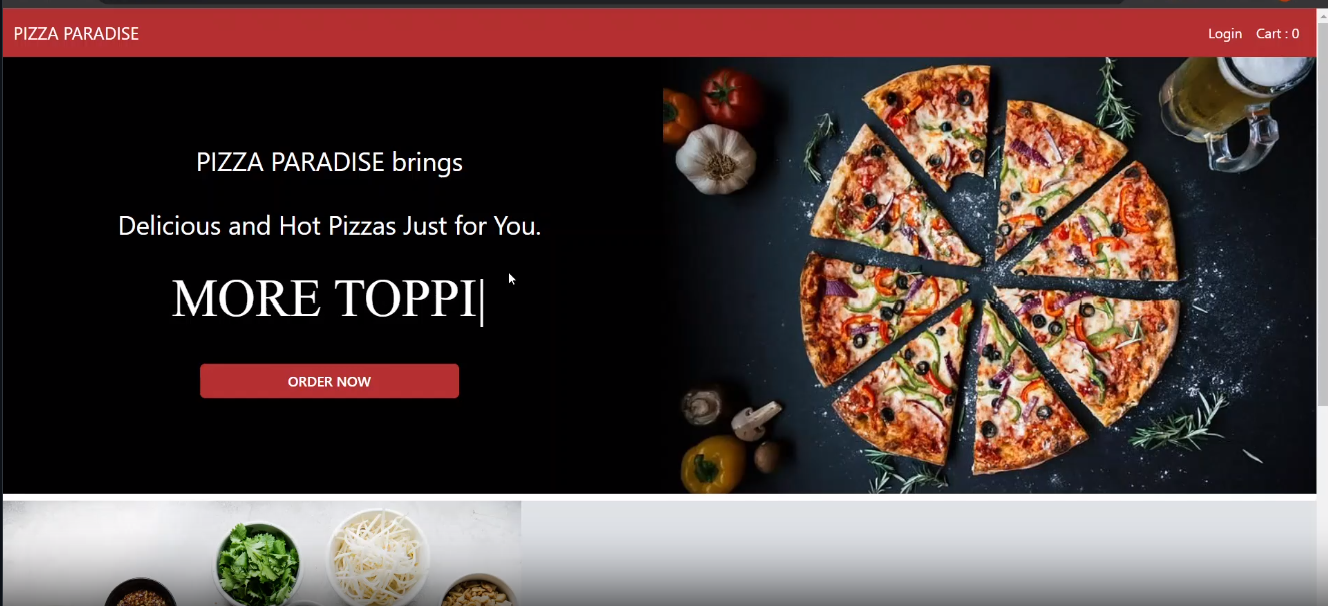 PIZZA PARADISE
Login Cart : 0
PIZZA PARADISE brings
Delicious and Hot Pizzas Just for You.
MORE TOPPI|
ORDER NOW